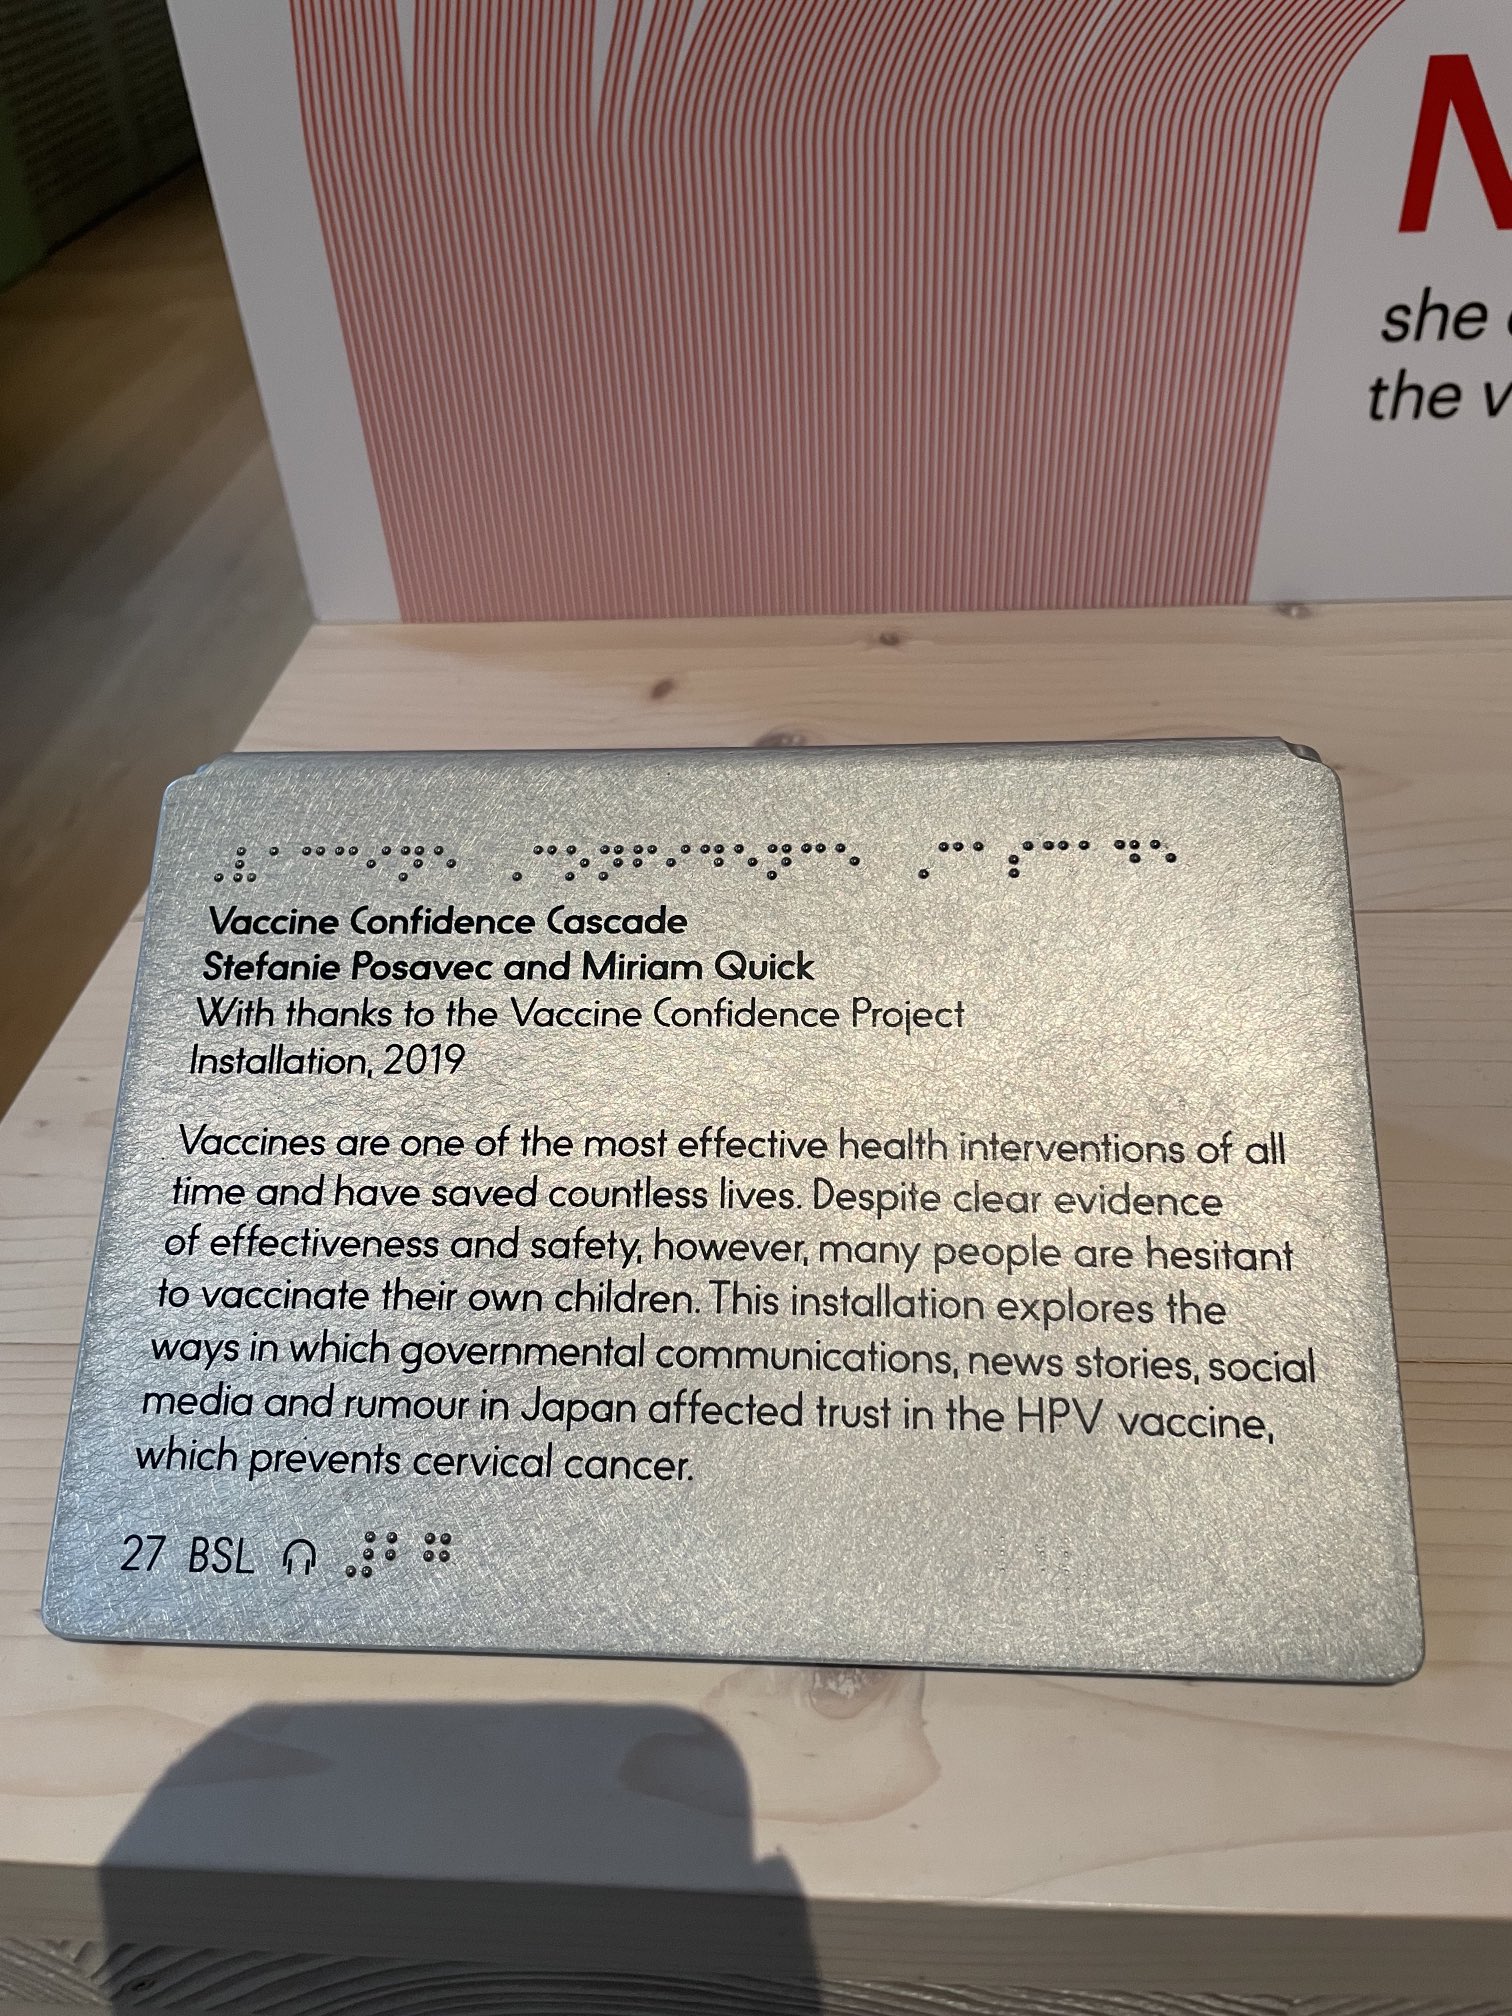 N
she
the
⠠⠧⠁⠉⠉⠊⠝⠑ ⠠⠉⠕⠝⠋⠊⠙⠑⠝⠉⠑ ⠠⠉⠁⠎⠉⠁⠙⠑
Vaccine Confidence Cascade
Stefanie Posavec and Miriam Quick
With thanks to the Vaccine Confidence Project
Installation, 2019
Vaccines are one of the most effective health interventions of all
time and have saved countless lives. Despite clear evidence
of effectiveness and safety, however, many people are hesitant
to vaccinate their own children. This installation explores the
ways in which governmental communications, news stories, social
media and rumour in Japan affected trust in the HPV vaccine,
which prevents cervical cancer.
27 BSL